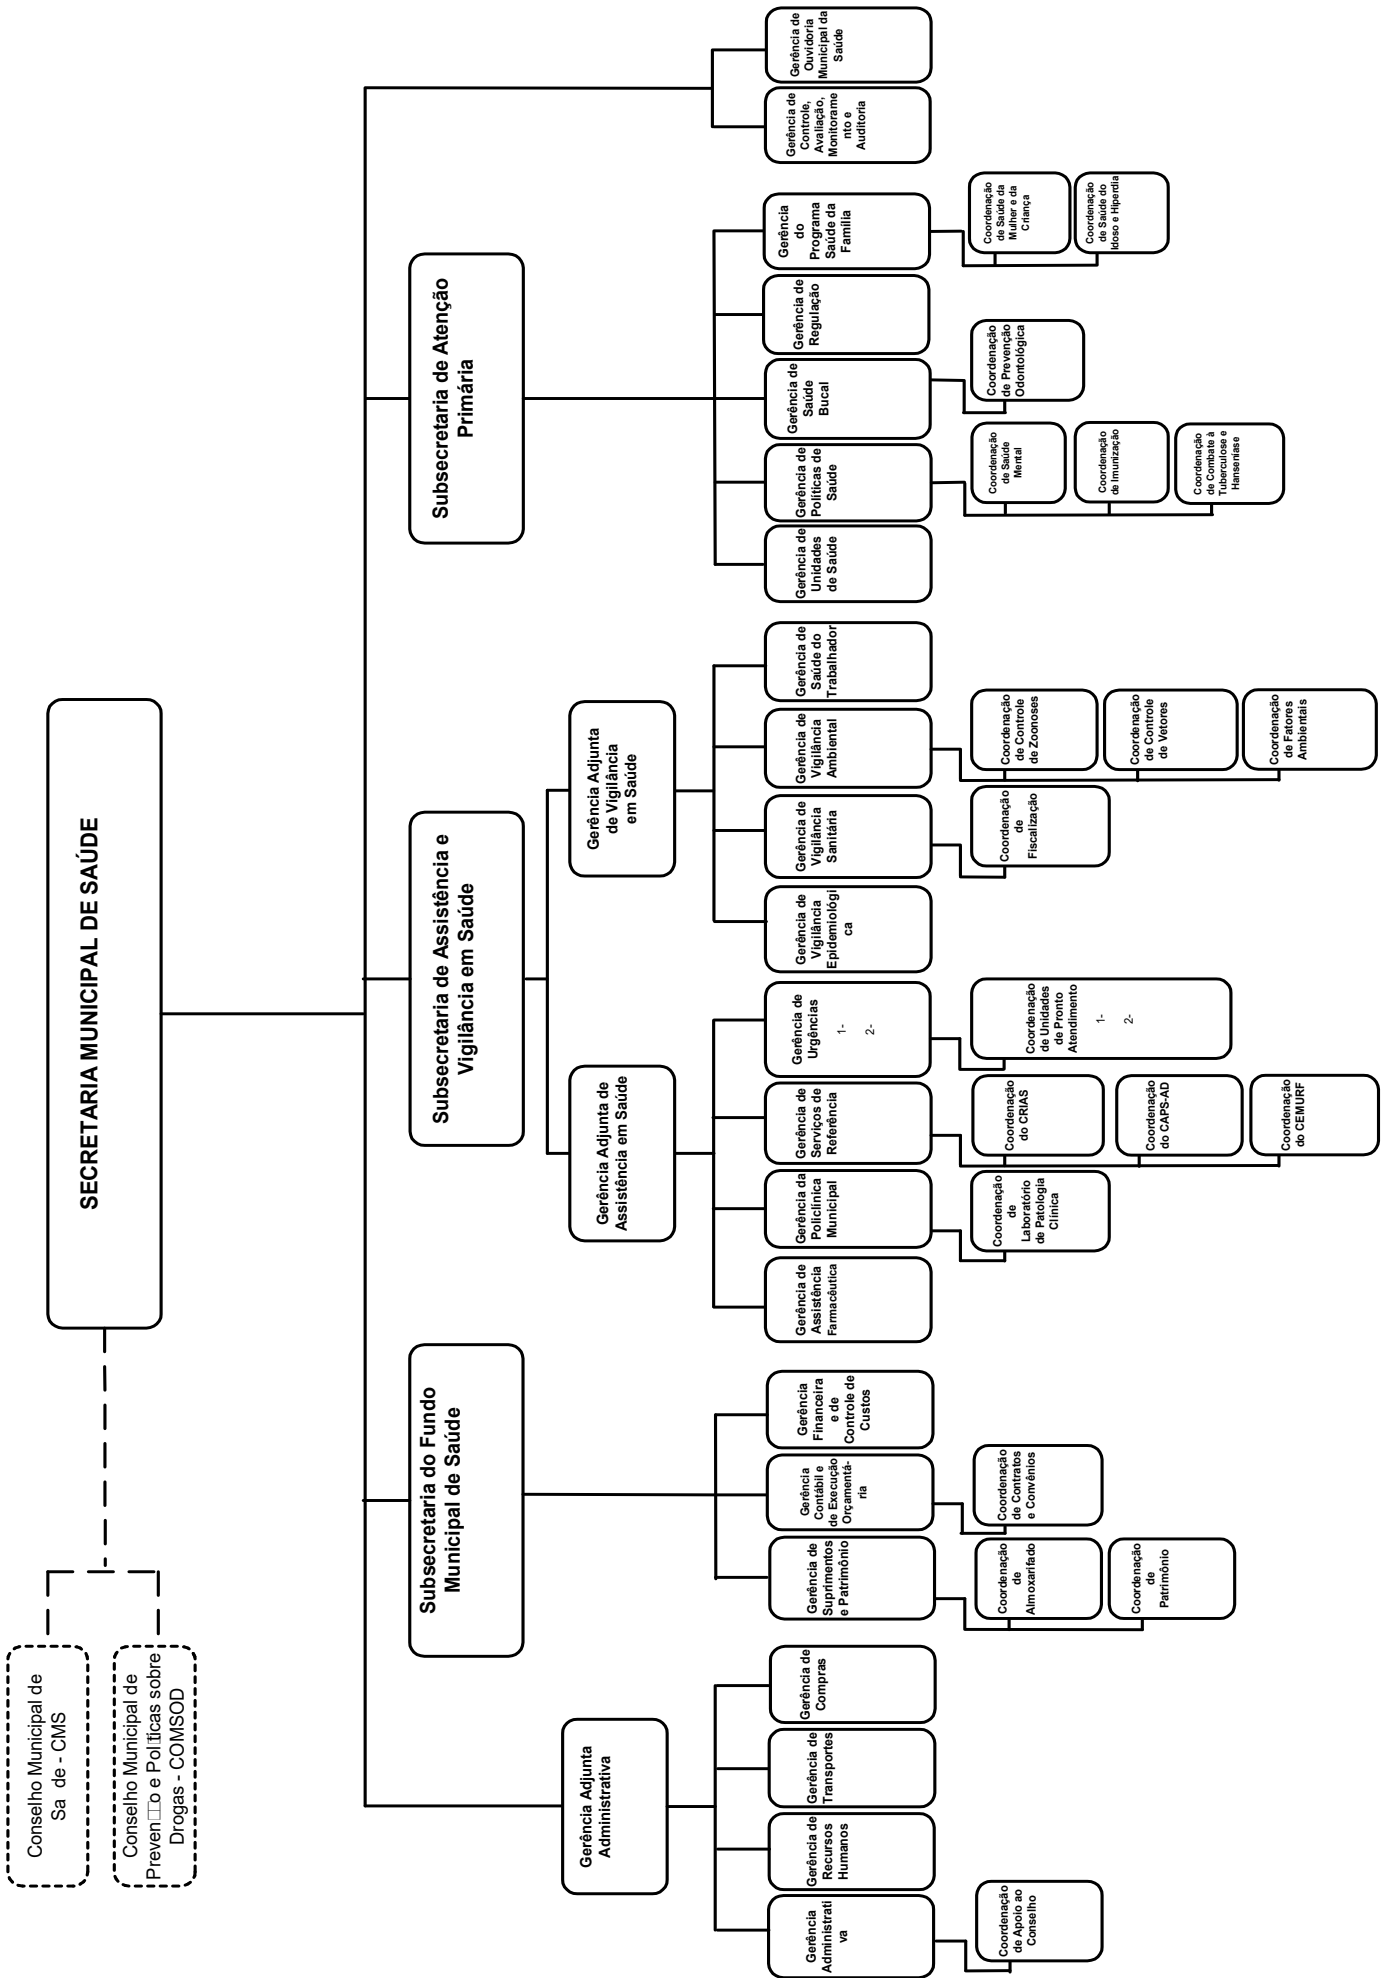 SECRETARIA MUNICIPAL DE SAÚDE
Conselho Municipal de
Sa de - CMS
Conselho Municipal de
Preven□□o e Pol□ticas sobre
Drogas - COMSOD
Gerência Adjunta
Administrativa
Subsecretaria do Fundo
Municipal de Saúde
Subsecretaria de Assistência e
Vigilância em Saúde
Subsecretaria de Atenção
Primária
Gerência Adjunta de
Assistência em Saúde
Gerência Adjunta
de Vigilância
em Saúde
Gerência
Administrati
va
Gerência de
Recursos
Humanos
Gerência de
Transportes
Gerência de
Compras
Gerência de
Suprimentos
e Patrimônio
Gerência
Contábil e
de Execução
Orçamentá-
ria
Gerência
Financeira
e de
Controle de
Custos
Gerência de
Assistência
Farmacêutica
Gerência da
Policlínica
Municipal
Gerência de
Serviços de
Referência
Gerência de
Urgências
1-
2-
Gerência de
Vigilância
Epidemiológi
ca
Gerência de
Vigilância
Sanitária
Gerência de
Vigilância
Ambiental
Gerência de
Saúde do
Trabalhador
Gerência de
Unidades
de Saúde
Gerência de
Políticas de
Saúde
Gerência de
Saúde
Bucal
Gerência de
Regulação
Gerência
do
Programa
Saúde da
Família
Gerência de
Controle,
Avaliação,
Monitorame
nto e
Auditoria
Gerência de
Ouvidoria
Municipal da
Saúde
Coordenação
de Apoio ao
Conselho
Coordenação
de
Almoxarifado
Coordenação
de
Patrimônio
Coordenação
de Contratos
e Convênios
Coordenação
de
Laboratório
de Patologia
Clínica
Coordenação
do CRIAS
Coordenação
do CAPS-AD
Coordenação
do CEMURF
Coordenação
de Unidades
de Pronto
Atendimento
1-
2-
Coordenação
de
Fiscalização
Coordenação
de Controle
de Zoonoses
Coordenação
de Controle
de Vetores
Coordenação
de Fatores
Ambientais
Coordenação
de Saúde
Mental
Coordenação
de Imunização
Coordenação
de Combate à
Tuberculose e
Hanseníase
Coordenação
de Prevenção
Odontológica
Coordenação
de Saúde da
Mulher e da
Criança
Coordenação
de Saúde do
Idoso e Hiperdia